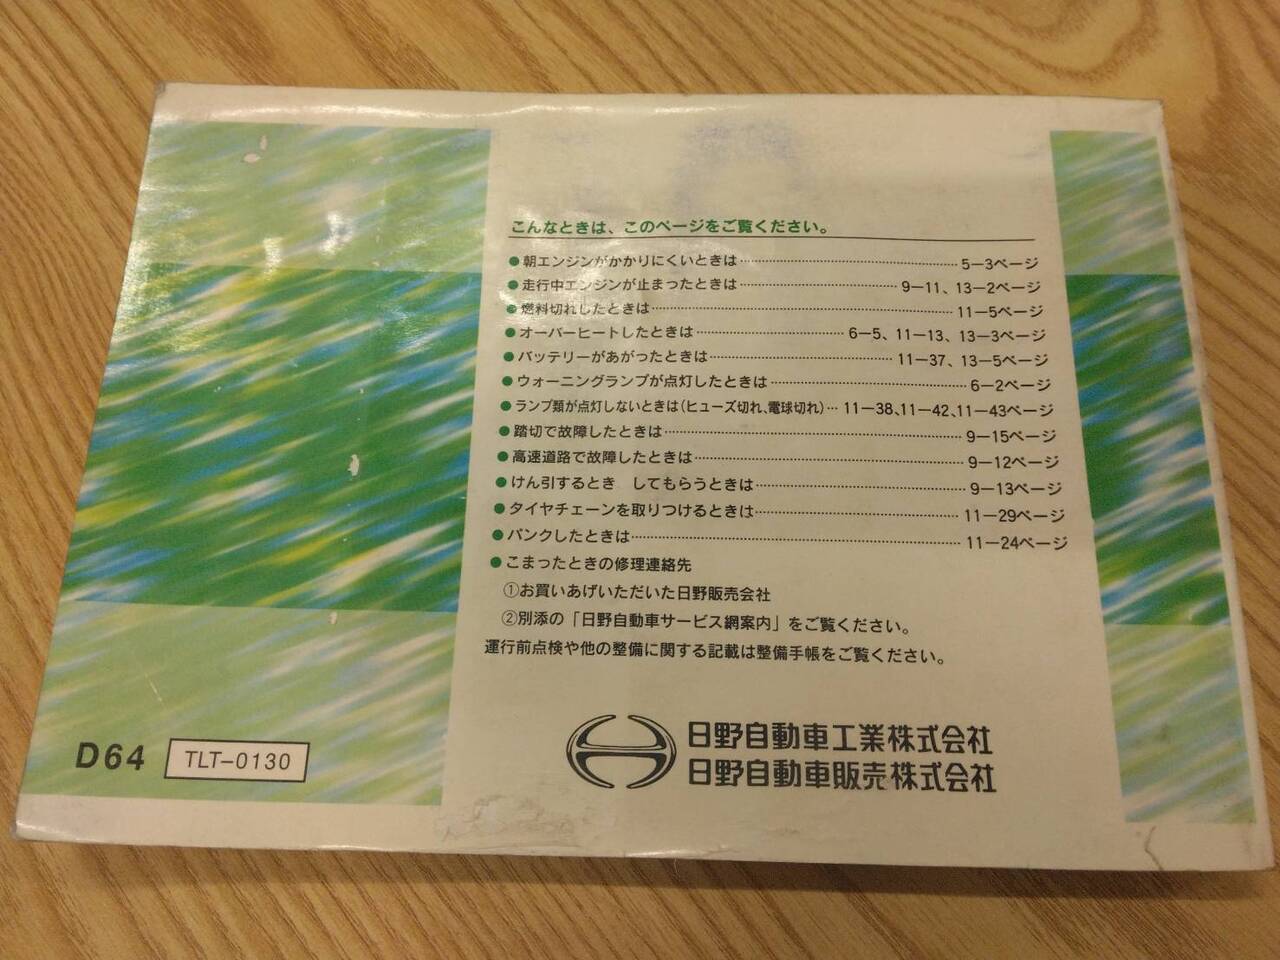 こんなときは、このページをご覧ください。
●朝エンジンがかかりにくいときは…………………………5−3ページ
●走行中エンジンが止まったときは…………………9−11、13−2ページ
●燃料切れしたときは……………………………………11−5ページ
●オーバーヒートしたときは………………6−5、11−13、13−3ページ
●バッテリーがあがったときは……………………11−37、13−5ページ
●ウォーニングランプが点灯したときは……………………6−2ページ
●ランプ類が点灯しないときは(ヒューズ切れ、電球切れ)…11−38、11−42、11−43ページ
●踏切で故障したときは……………………………………9−15ページ
●高速道路で故障したときは………………………………9−12ページ
●けん引するとき　してもらうときは……………………9−13ページ
●タイヤチェーンを取りつけるときは……………………11−29ページ
●パンクしたときは………………………………………11−24ページ
●こまったときの修理連絡先
①お買いあげいただいた日野販売会社
②別添の「日野自動車サービス網案内」をご覧ください。
運行前点検や他の整備に関する記載は整備手帳をご覧ください。
日野自動車工業株式会社
日野自動車販売株式会社
D64 TLT−0130